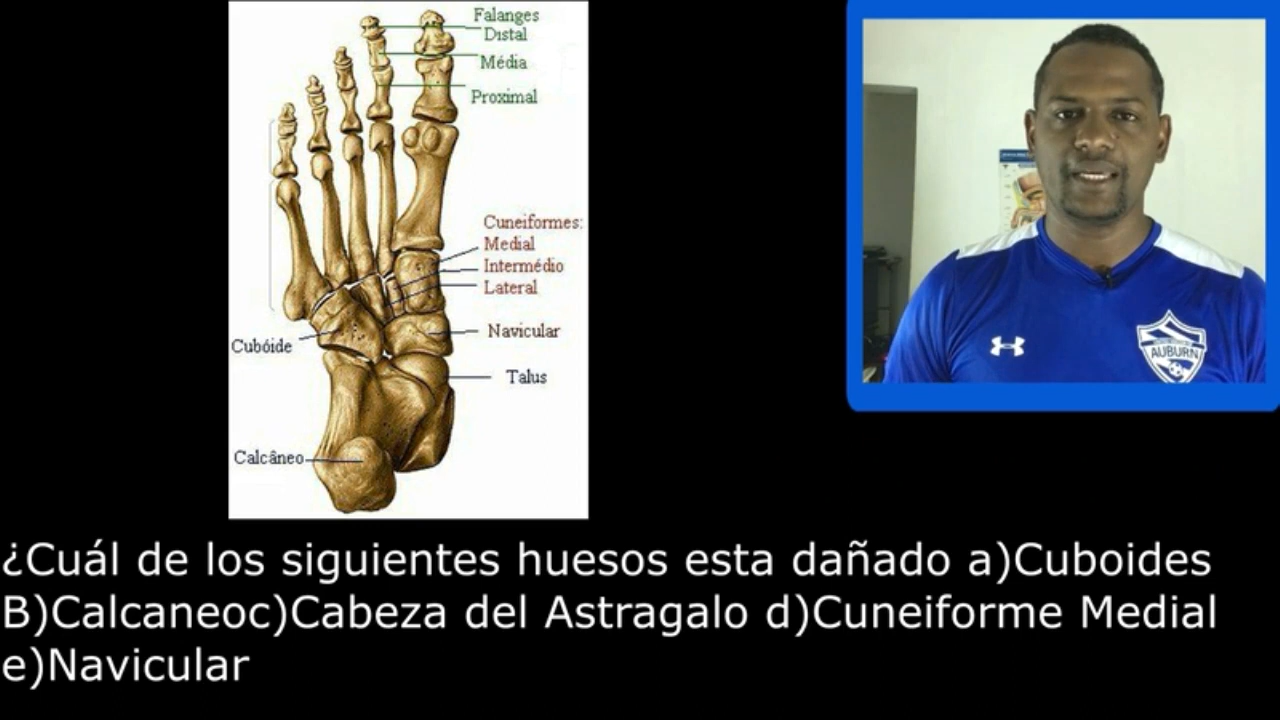 Falanges
Distal
Média
Proximal
Cuneiformes:
Medial
Intermédio
Lateral
Navicular
Cubóide
Talus
Calcâneo
AUBURN
¿Cuál de los siguientes huesos esta dañado a)Cuboides
B)Calcaneoc)Cabeza del Astragalo d)Cuneiforme Medial
e)Navicular